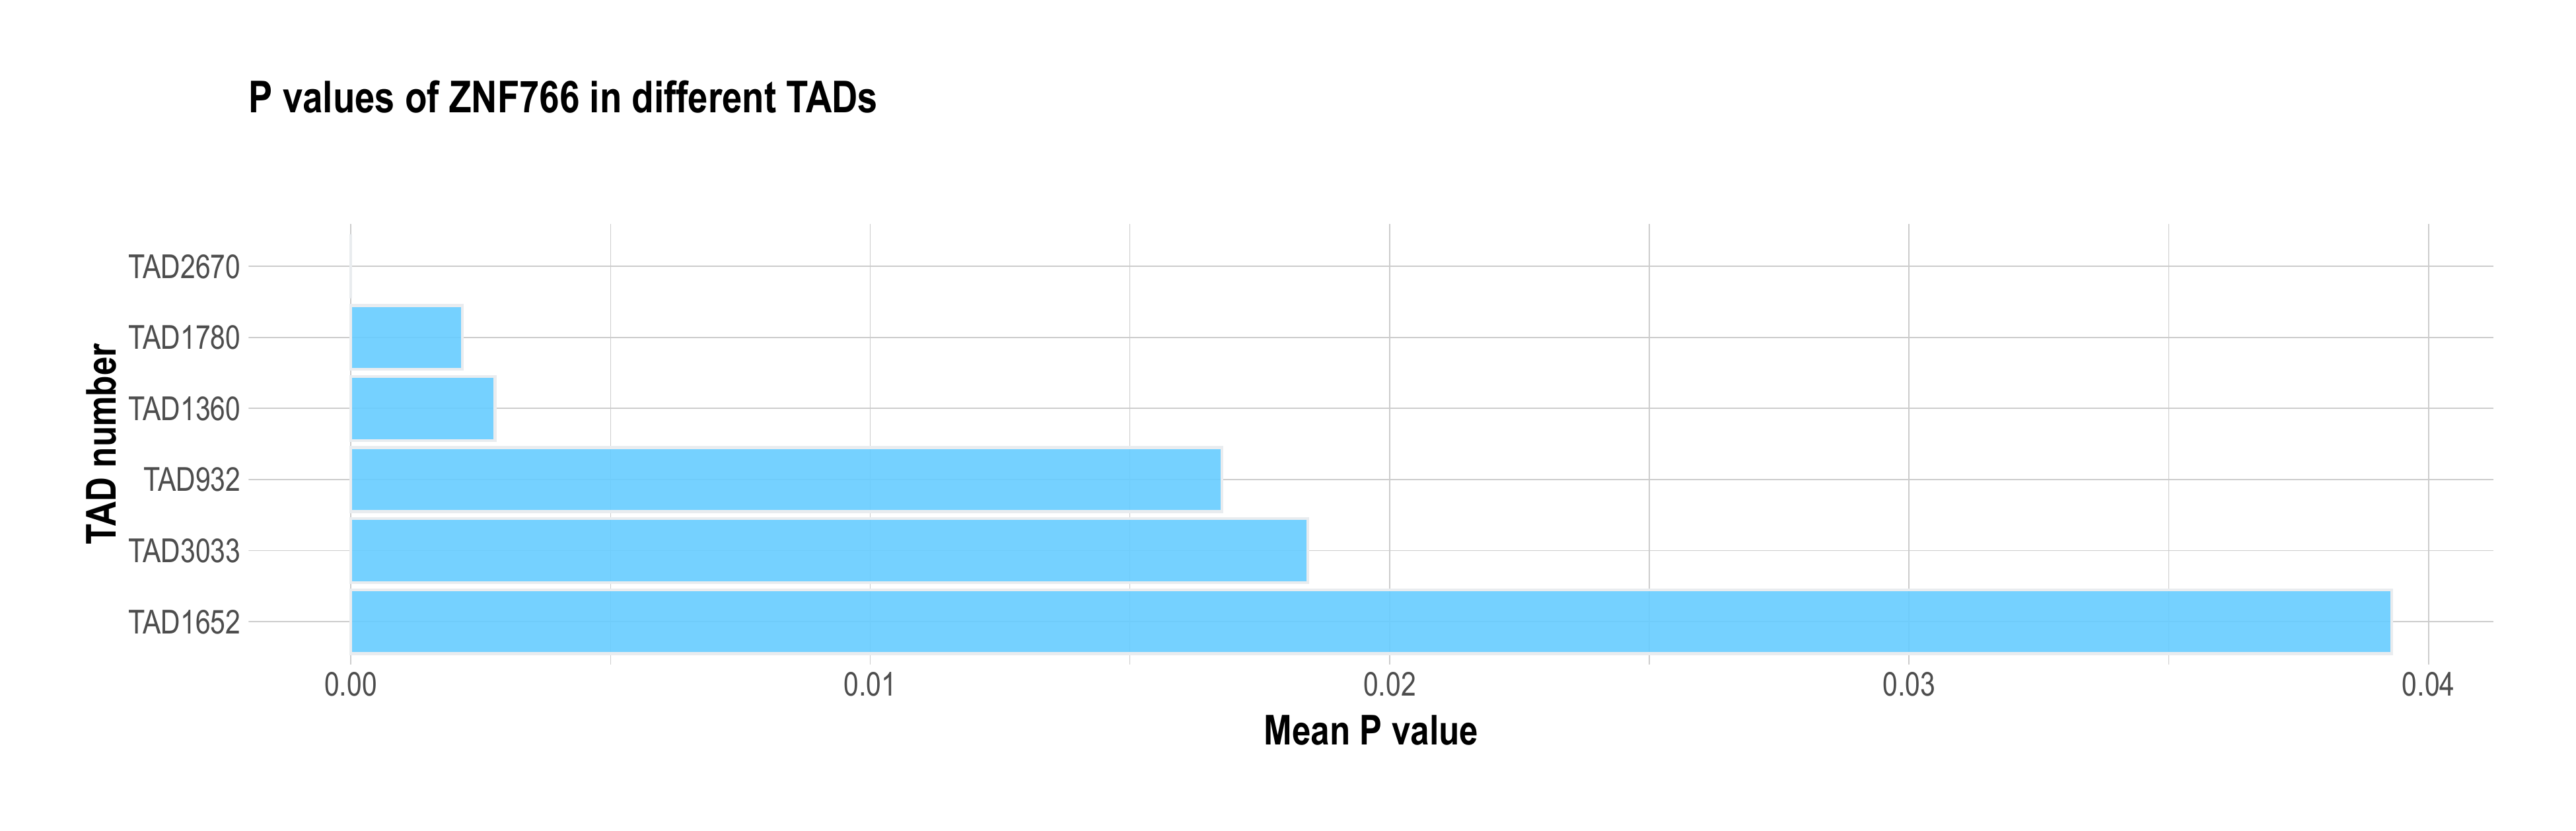 P values of ZNF766 in different TADs
TAD number
TAD2670
TAD1780
TAD1360
TAD932
TAD3033
TAD1652
0.00 0.01 0.02 0.03 0.04
Mean P value